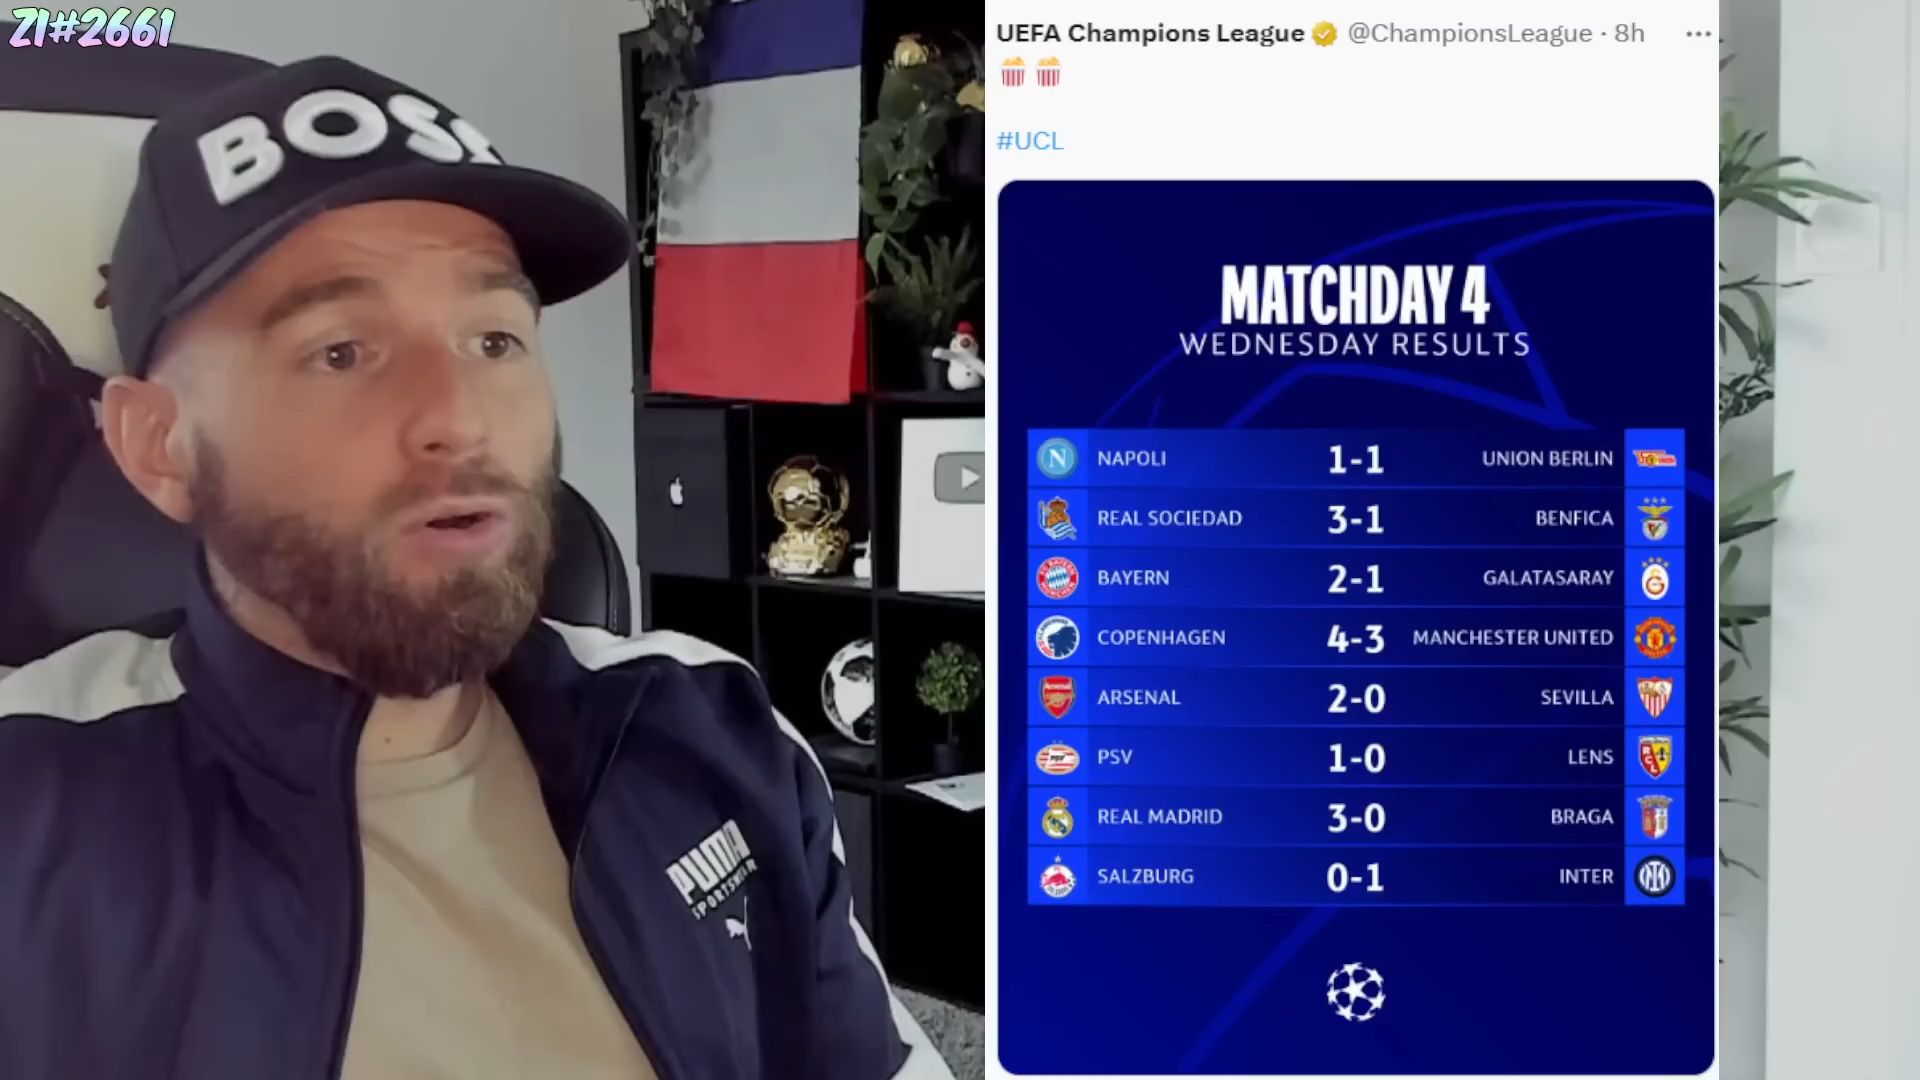 ZI#2661
BOSS
PUMA
SPORTSWEAR
UEFA Champions League @ChampionsLeague · 8h
#UCL
MATCHDAY 4
WEDNESDAY RESULTS
NAPOLI 1-1 UNION BERLIN
REAL SOCIEDAD 3-1 BENFICA
BAYERN 2-1 GALATASARAY
COPENHAGEN 4-3 MANCHESTER UNITED
ARSENAL 2-0 SEVILLA
PSV 1-0 LENS
REAL MADRID 3-0 BRAGA
SALZBURG 0-1 INTER